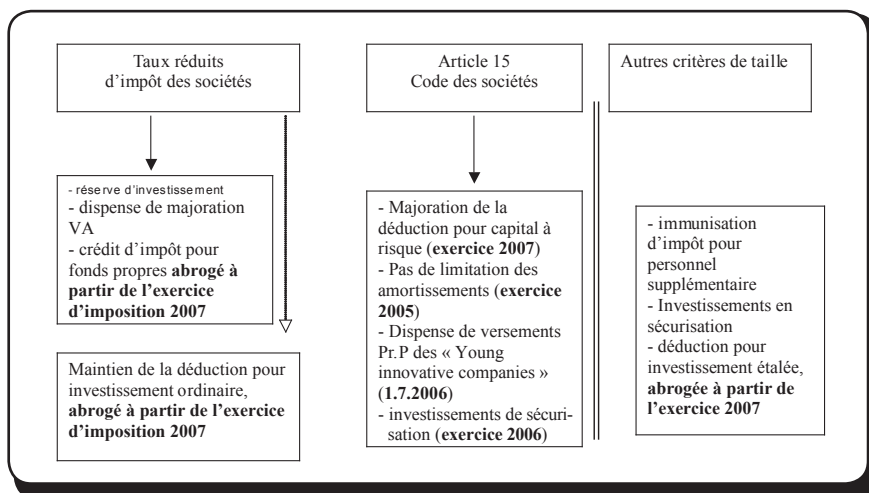 Taux réduits
d'impôt des sociétés
- réserve d'investissement
- dispense de majoration
VA
- crédit d'impôt pour
fonds propres abrogé à
partir de l'exercice
d'imposition 2007
Maintien de la déduction pour
investissement ordinaire,
abrogé à partir de l'exercice
d'imposition 2007
Article 15
Code des sociétés
- Majoration de la
déduction pour capital à
risque (exercice 2007)
- Pas de limitation des
amortissements (exercice
2005)
- Dispense de versements
Pr.P des « Young
innovative companies »
(1.7.2006)
- investissements de sécuri-
sation (exercice 2006)
Autres critères de taille
- immunisation
d'impôt pour
personnel
supplémentaire
- Investissements en
sécurisation
- déduction pour
investissement étalée,
abrogée à partir de
l'exercice 2007